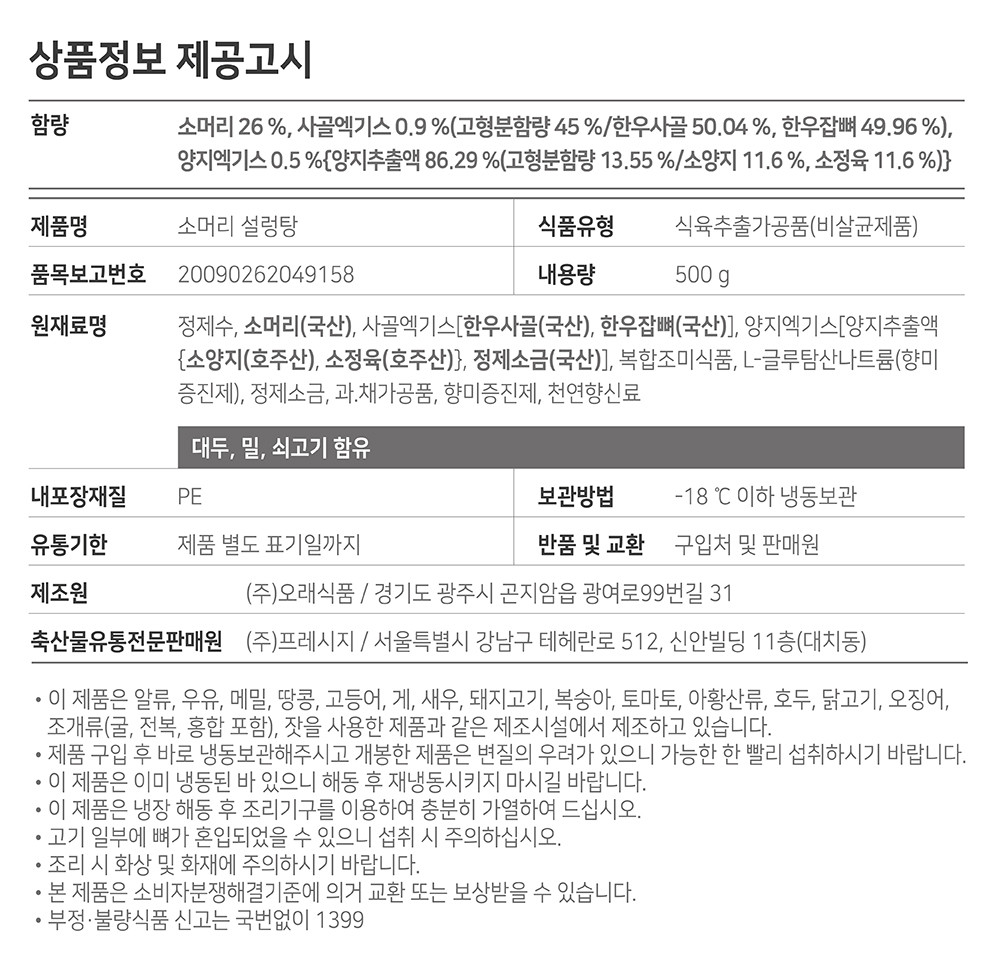 상품정보 제공고시
함량 소머리 26 %, 사골엑기스 0.9 %(고형분함량 45 %/한우사골 50.04 %, 한우잡뼈 49.96 %),
양지엑기스 0.5 %{양지추출액 86.29 %(고형분함량 13.55 %/소양지 11.6 %, 소정육 11.6 %)}
제품명 소머리 설렁탕 식품유형 식육추출가공품(비살균제품)
품목보고번호 20090262049158 내용량 500 g
원재료명 정제수, 소머리(국산), 사골엑기스[한우사골(국산), 한우잡뼈(국산)], 양지엑기스[양지추출액
{소양지(호주산), 소정육(호주산)}, 정제소금(국산)], 복합조미식품, L-글루탐산나트륨(향미
증진제), 정제소금, 과.채가공품, 향미증진제, 천연향신료
대두, 밀, 쇠고기 함유
내포장재질 PE 보관방법 -18 ℃ 이하 냉동보관
유통기한 제품 별도 표기일까지 반품 및 교환 구입처 및 판매원
제조원 (주)오래식품 / 경기도 광주시 곤지암읍 광여로99번길 31
축산물유통전문판매원 (주)프레시지 / 서울특별시 강남구 테헤란로 512, 신안빌딩 11층(대치동)
• 이 제품은 알류, 우유, 메밀, 땅콩, 고등어, 게, 새우, 돼지고기, 복숭아, 토마토, 아황산류, 호두, 닭고기, 오징어,
조개류(굴, 전복, 홍합 포함), 잣을 사용한 제품과 같은 제조시설에서 제조하고 있습니다.
• 제품 구입 후 바로 냉동보관해주시고 개봉한 제품은 변질의 우려가 있으니 가능한 한 빨리 섭취하시기 바랍니다.
• 이 제품은 이미 냉동된 바 있으니 해동 후 재냉동시키지 마시길 바랍니다.
• 이 제품은 냉장 해동 후 조리기구를 이용하여 충분히 가열하여 드십시오.
• 고기 일부에 뼈가 혼입되었을 수 있으니 섭취 시 주의하십시오.
• 조리 시 화상 및 화재에 주의하시기 바랍니다.
• 본 제품은 소비자분쟁해결기준에 의거 교환 또는 보상받을 수 있습니다.
• 부정·불량식품 신고는 국번없이 1399